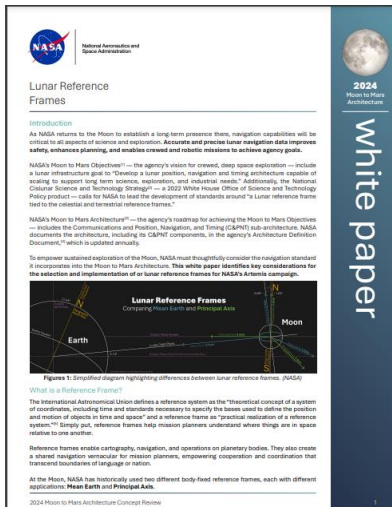 NASA
National Aeronautics and
Space Administration
Lunar Reference
Frames
Introduction
As NASA returns to the Moon to establish a long-term presence there, navigation capabilities will be
critical to all aspects of science and exploration. Accurate and precise lunar navigation data improves
safety, enhances planning, and enables crewed and robotic missions to achieve agency goals.
NASA's Moon to Mars Objectives[1] — the agency's vision for crewed, deep space exploration — include
a lunar infrastructure goal to "Develop a lunar position, navigation and timing architecture capable of
scaling to support long term science, exploration, and industrial needs." Additionally, the National
Cislunar Science and Technology Strategy[2] – a 2022 White House Office of Science and Technology
Policy product – calls for NASA to lead the development of standards around "a Lunar reference frame
tied to the celestial and terrestrial reference frames."
NASA's Moon to Mars Architecture[3] — the agency's roadmap for achieving the Moon to Mars Objectives
— includes the Communications and Position, Navigation, and Timing (C&PNT) sub-architecture. NASA
documents the architecture, including its C&PNT components, in the agency's Architecture Definition
Document,[4] which is updated annually.
To empower sustained exploration of the Moon, NASA must thoughtfully consider the navigation standard
it incorporates into the Moon to Mars Architecture. This white paper identifies key considerations for
the selection and implementation of or lunar reference frames for NASA's Artemis campaign.
Lunar Reference Frames
Comparing Mean Earth and Principal Axis
Earth
Moon
N
S
Figures 1: Simplified diagram highlighting differences between lunar reference frames. (NASA)
What is a Reference Frame?
The International Astronomical Union defines a reference system as the "theoretical concept of a system
of coordinates, including time and standards necessary to specify the bases used to define the position
and motion of objects in time and space" and a reference frame as "practical realization of a reference
system."[5] Simply put, reference frames help mission planners understand where things are in space
relative to one another.
Reference frames enable cartography, navigation, and operations on planetary bodies. They also create
a shared navigation vernacular for mission planners, empowering cooperation and coordination that
transcend boundaries of language or nation.
At the Moon, NASA has historically used two different body-fixed reference frames, each with different
applications: Mean Earth and Principal Axis.
2024 Moon to Mars Architecture Concept Review
2024
Moon to Mars
Architecture
white paper
1